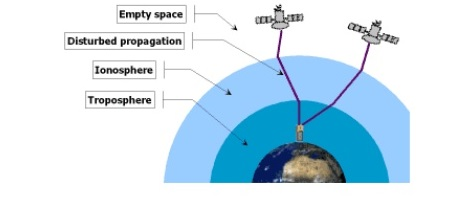 Empty space
Disturbed propagation
Ionosphere
Troposphere